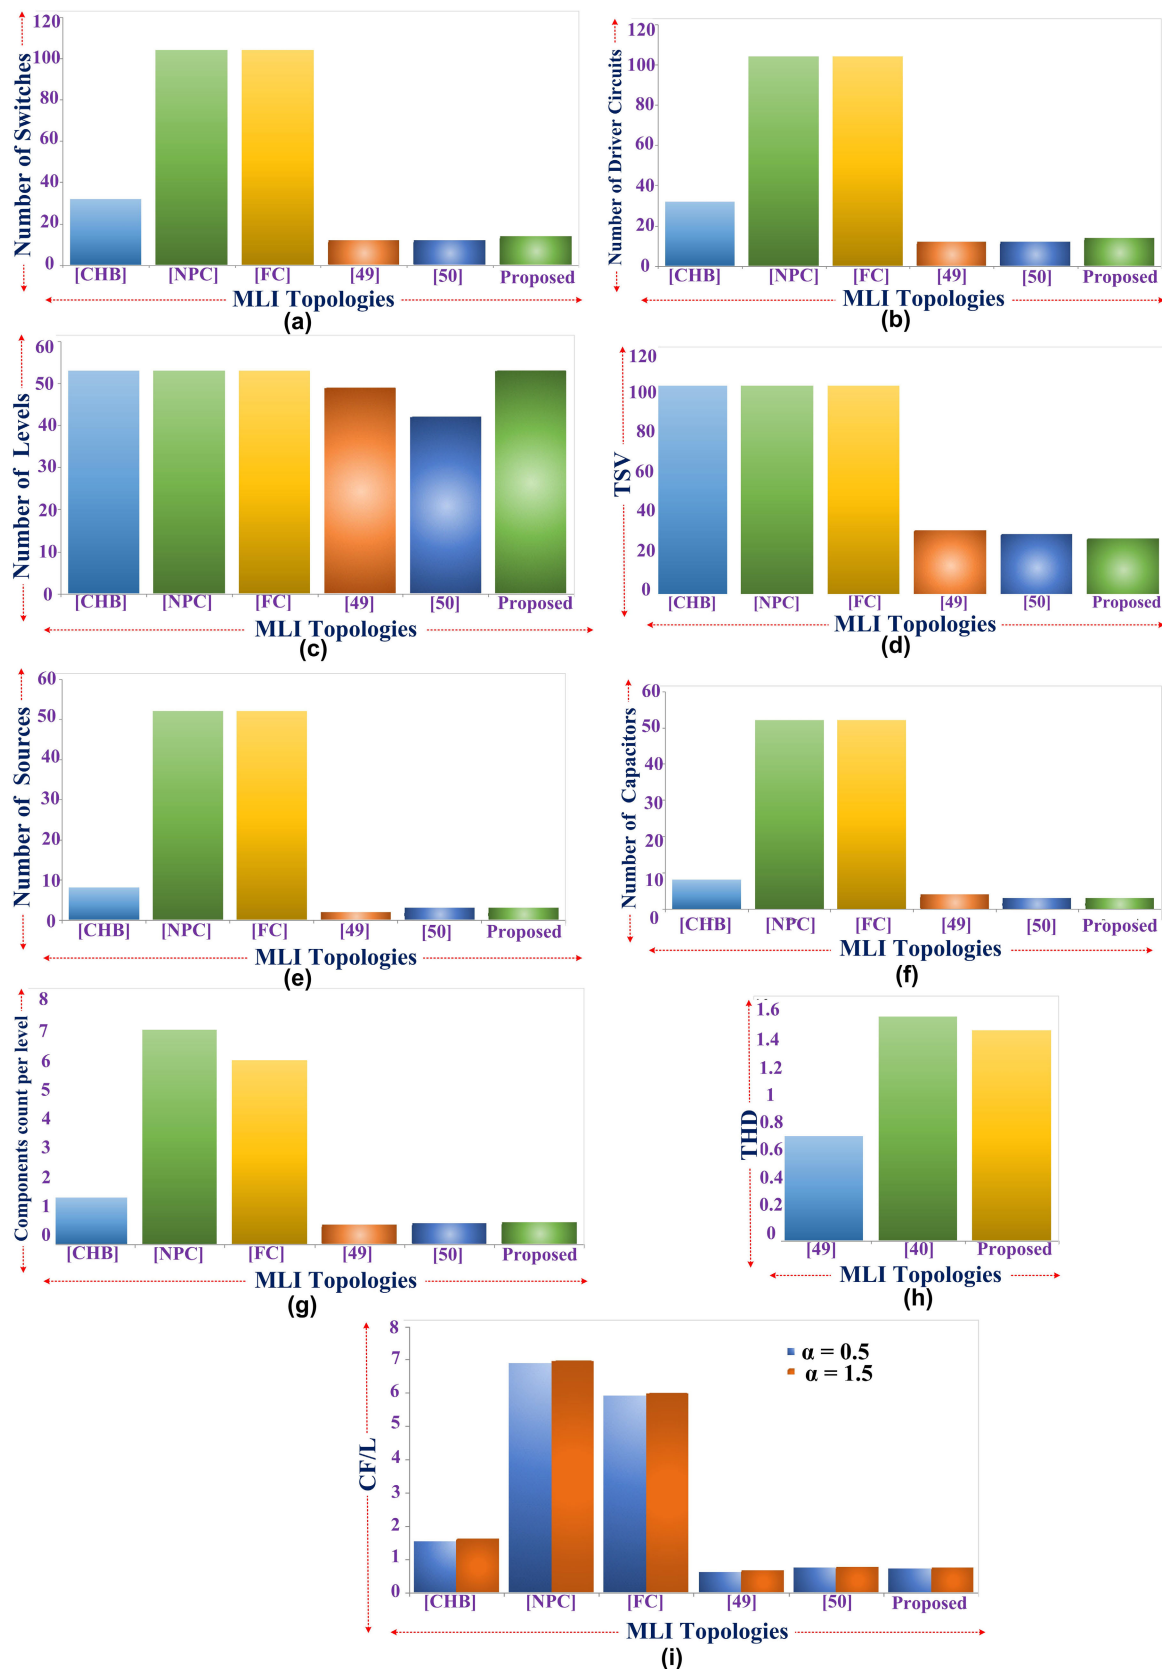 Number of Switches
120
100
80
60
40
20
0
[CHB] [NPC] [FC] [49] [50] Proposed
MLI Topologies
(a)
Number of Driver Circuits
120
100
80
60
40
20
0
[CHB] [NPC] [FC] [49] [50] Proposed
MLI Topologies
(b)
Number of Levels
60
50
40
30
20
10
0
[CHB] [NPC] [FC] [49] [50] Proposed
MLI Topologies
(c)
TSV
120
100
80
60
40
20
0
[CHB] [NPC] [FC] [49] [50] Proposed
MLI Topologies
(d)
Number of Sources
60
50
40
30
20
10
0
[CHB] [NPC] [FC] [49] [50] Proposed
MLI Topologies
(e)
Number of Capacitors
60
50
40
30
20
10
0
[CHB] [NPC] [FC] [49] [50] Proposed
MLI Topologies
(f)
Components count per level
8
7
6
5
4
3
2
1
0
[CHB] [NPC] [FC] [49] [50] Proposed
MLI Topologies
(g)
THD
1.6
1.4
1.2
1
0.8
0.6
0.4
0.2
0
[49] [40] Proposed
MLI Topologies
(h)
CF/L
8
7
6
5
4
3
2
1
0
α = 0.5
α = 1.5
[CHB] [NPC] [FC] [49] [50] Proposed
MLI Topologies
(i)